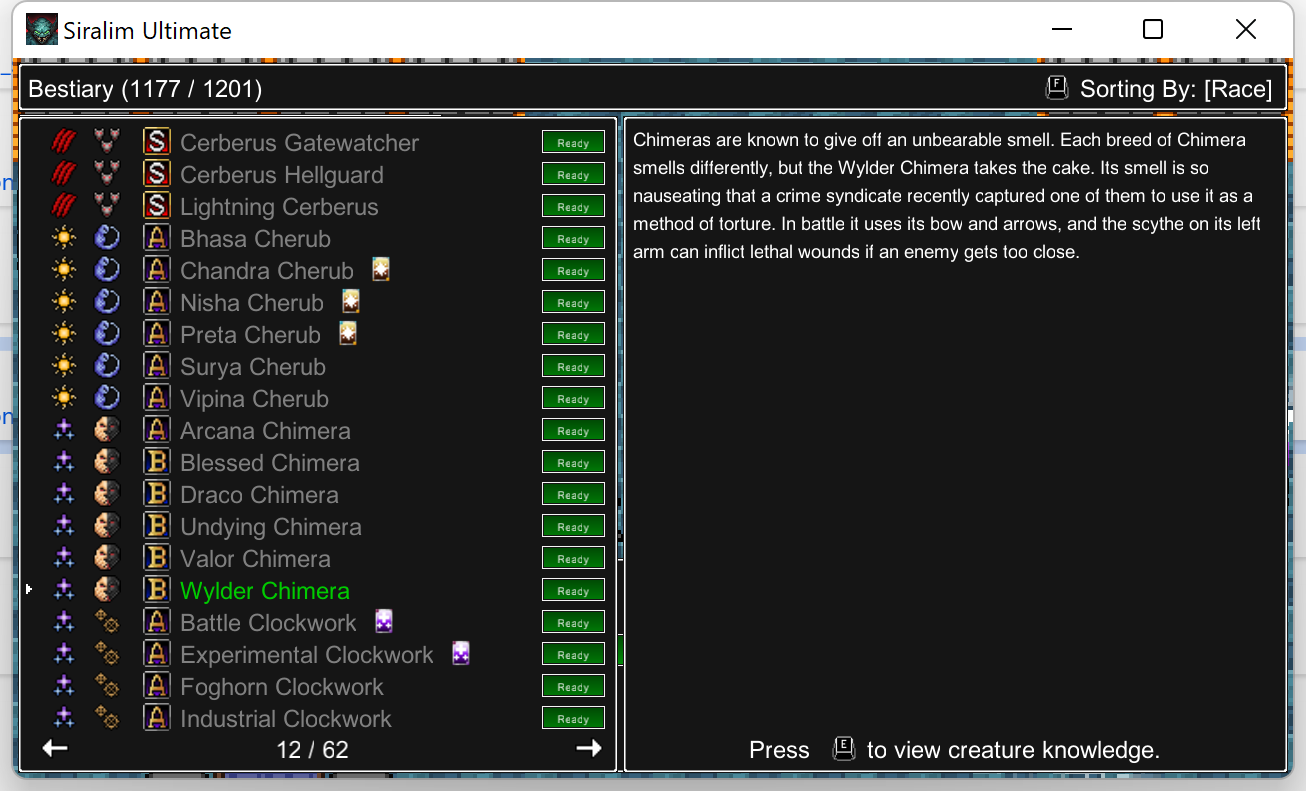 Siralim Ultimate
Bestiary (1177 / 1201)
F Sorting By: [Race]
S Cerberus Gatewatcher Ready
S Cerberus Hellguard Ready
S Lightning Cerberus Ready
A Bhasa Cherub Ready
A Chandra Cherub Ready
A Nisha Cherub Ready
A Preta Cherub Ready
A Surya Cherub Ready
A Vipina Cherub Ready
A Arcana Chimera Ready
B Blessed Chimera Ready
B Draco Chimera Ready
B Undying Chimera Ready
B Valor Chimera Ready
B Wylder Chimera Ready
A Battle Clockwork Ready
A Experimental Clockwork Ready
A Foghorn Clockwork Ready
A Industrial Clockwork Ready
12 / 62
Chimeras are known to give off an unbearable smell. Each breed of Chimera
smells differently, but the Wylder Chimera takes the cake. Its smell is so
nauseating that a crime syndicate recently captured one of them to use it as a
method of torture. In battle it uses its bow and arrows, and the scythe on its left
arm can inflict lethal wounds if an enemy gets too close.
Press E to view creature knowledge.